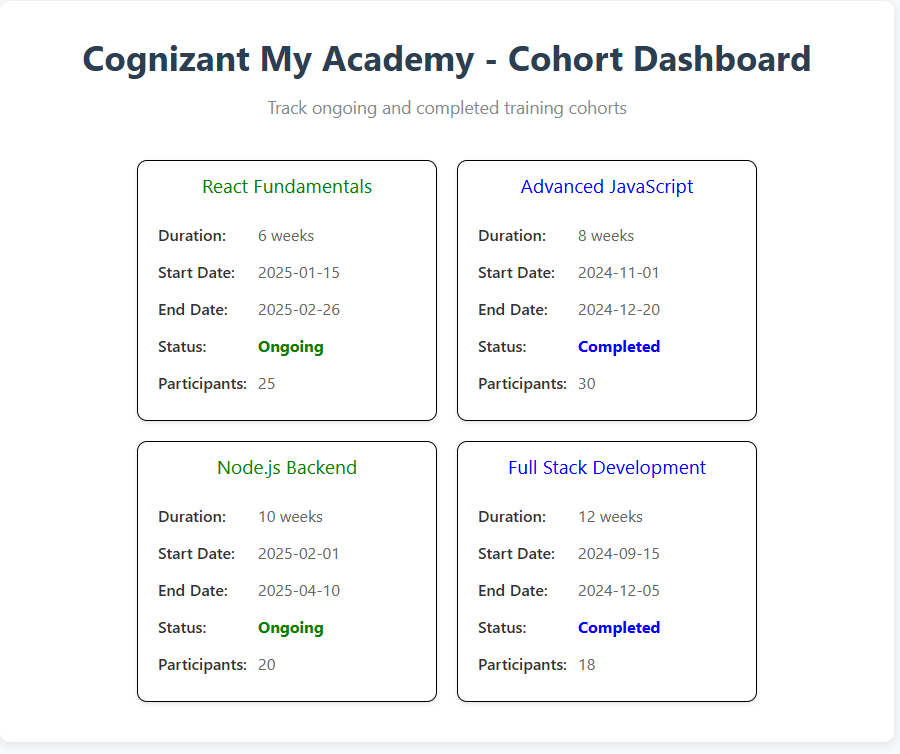 Cognizant My Academy - Cohort Dashboard
Track ongoing and completed training cohorts
React Fundamentals
Duration: 6 weeks
Start Date: 2025-01-15
End Date: 2025-02-26
Status: Ongoing
Participants: 25
Advanced JavaScript
Duration: 8 weeks
Start Date: 2024-11-01
End Date: 2024-12-20
Status: Completed
Participants: 30
Node.js Backend
Duration: 10 weeks
Start Date: 2025-02-01
End Date: 2025-04-10
Status: Ongoing
Participants: 20
Full Stack Development
Duration: 12 weeks
Start Date: 2024-09-15
End Date: 2024-12-05
Status: Completed
Participants: 18